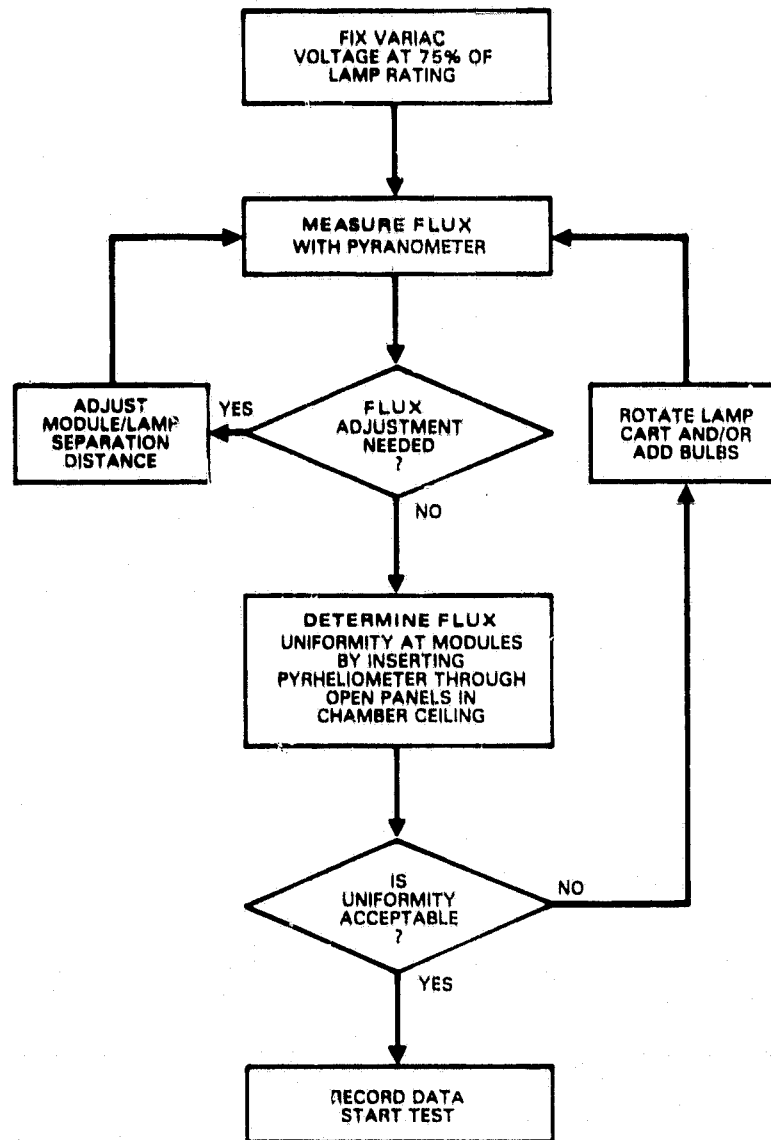 FIX VARIAC
VOLTAGE AT 75% OF
LAMP RATING
MEASURE FLUX
WITH PYRANOMETER
ADJUST
MODULE/LAMP
SEPARATION
DISTANCE
YES
FLUX
ADJUSTMENT
NEEDED
?
ROTATE LAMP
CART AND/OR
ADD BULBS
NO
DETERMINE FLUX
UNIFORMITY AT MODULES
BY INSERTING
PYRHELIOMETER THROUGH
OPEN PANELS IN
CHAMBER CEILING
IS
UNIFORMITY
ACCEPTABLE
?
NO
YES
RECORD DATA
START TEST